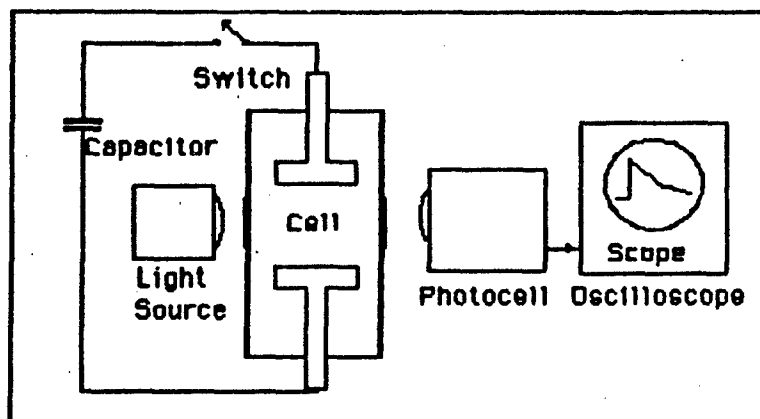 Switch
Capacitor
Cell
Scope
Light
Source
Photocell
Oscilloscope